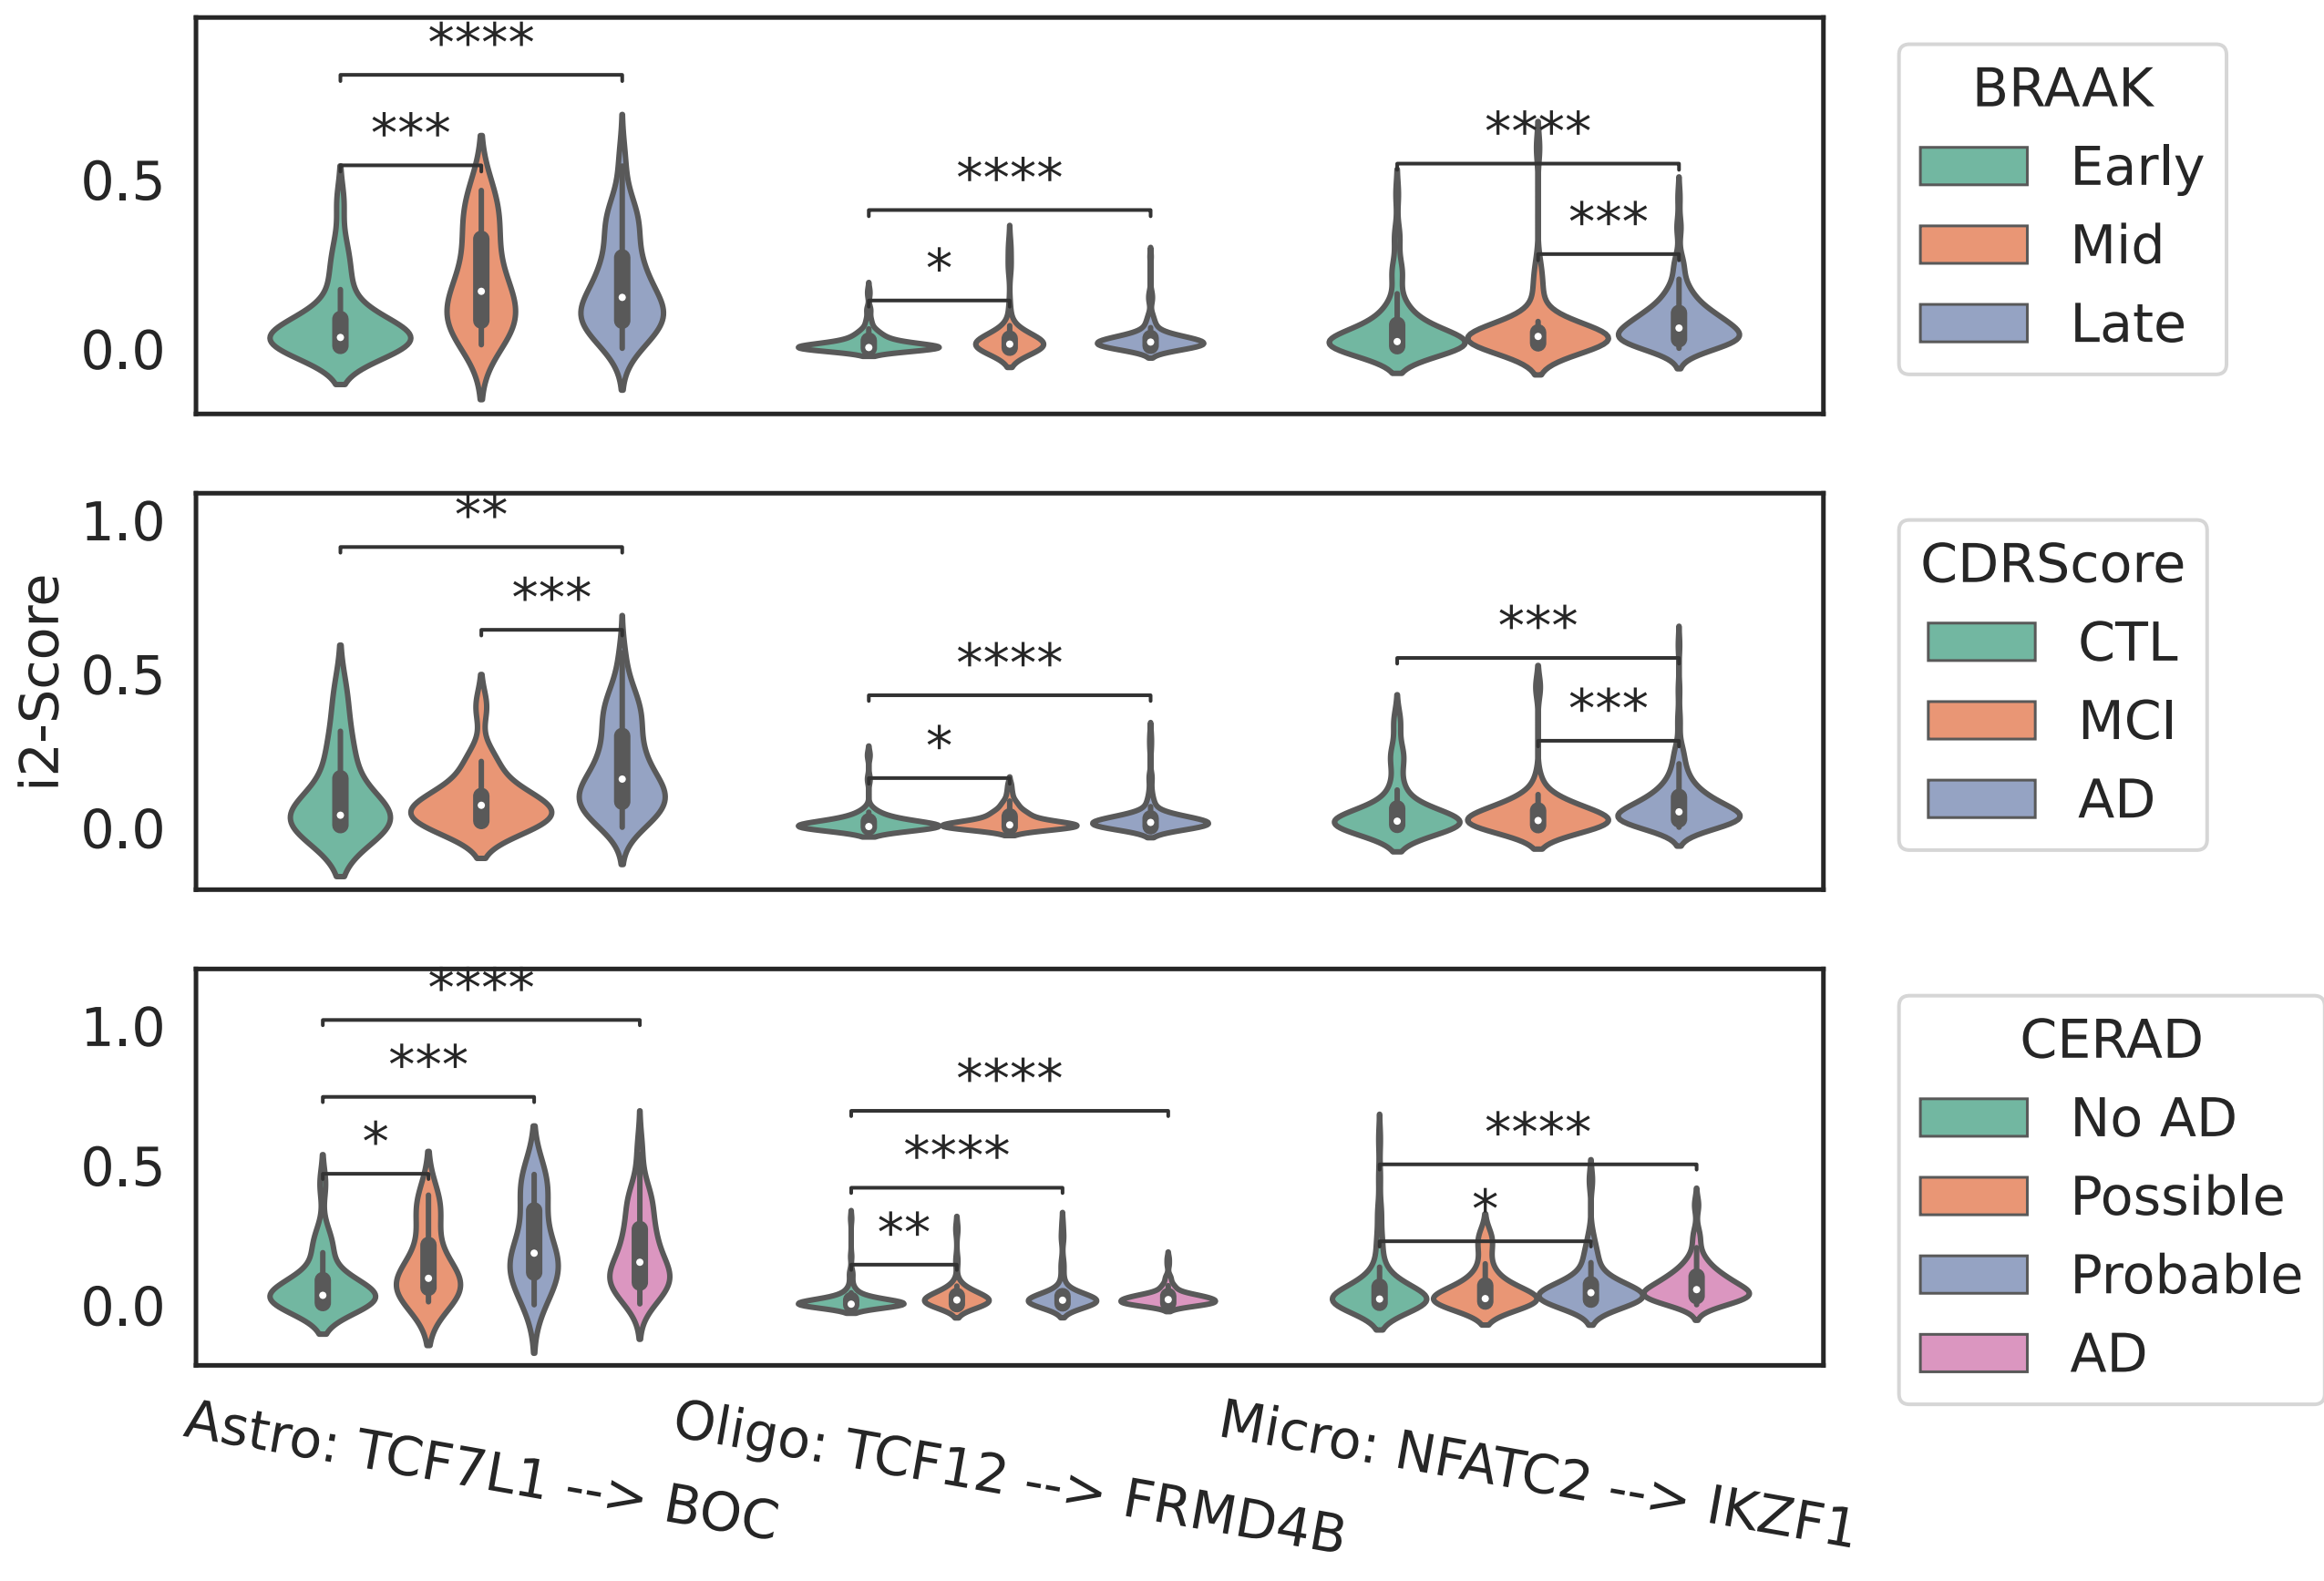 ****
***
0.5
0.0
****
*
****
***
BRAAK
Early
Mid
Late
i2-Score
1.0
0.5
0.0
**
***
****
*
***
***
CDRScore
CTL
MCI
AD
1.0
0.5
0.0
****
***
*
****
****
**
****
*
CERAD
No AD
Possible
Probable
AD
Astro: TCF7L1 --> BOC
Oligo: TCF12 --> FRMD4B
Micro: NFATC2 --> IKZF1